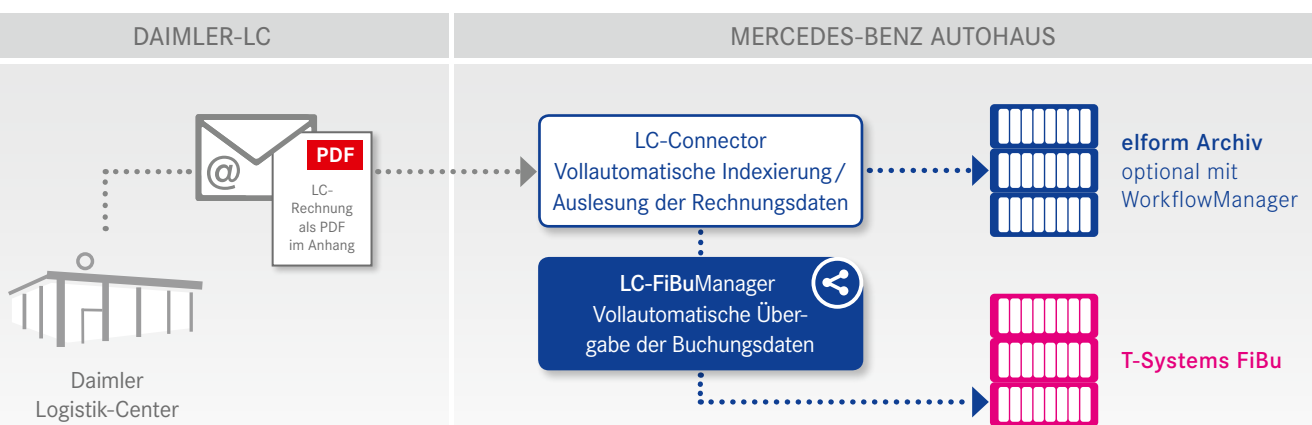 DAIMLER-LC
MERCEDES-BENZ AUTOHAUS
@
PDF
LC-
Rechnung
als PDF
im Anhang
Daimler
Logistik-Center
LC-Connector
Vollautomatische Indexierung/
Auslesung der Rechnungsdaten
elform Archiv
optional mit
WorkflowManager
LC-FiBuManager
Vollautomatische Über-
gabe der Buchungsdaten
T-Systems FiBu